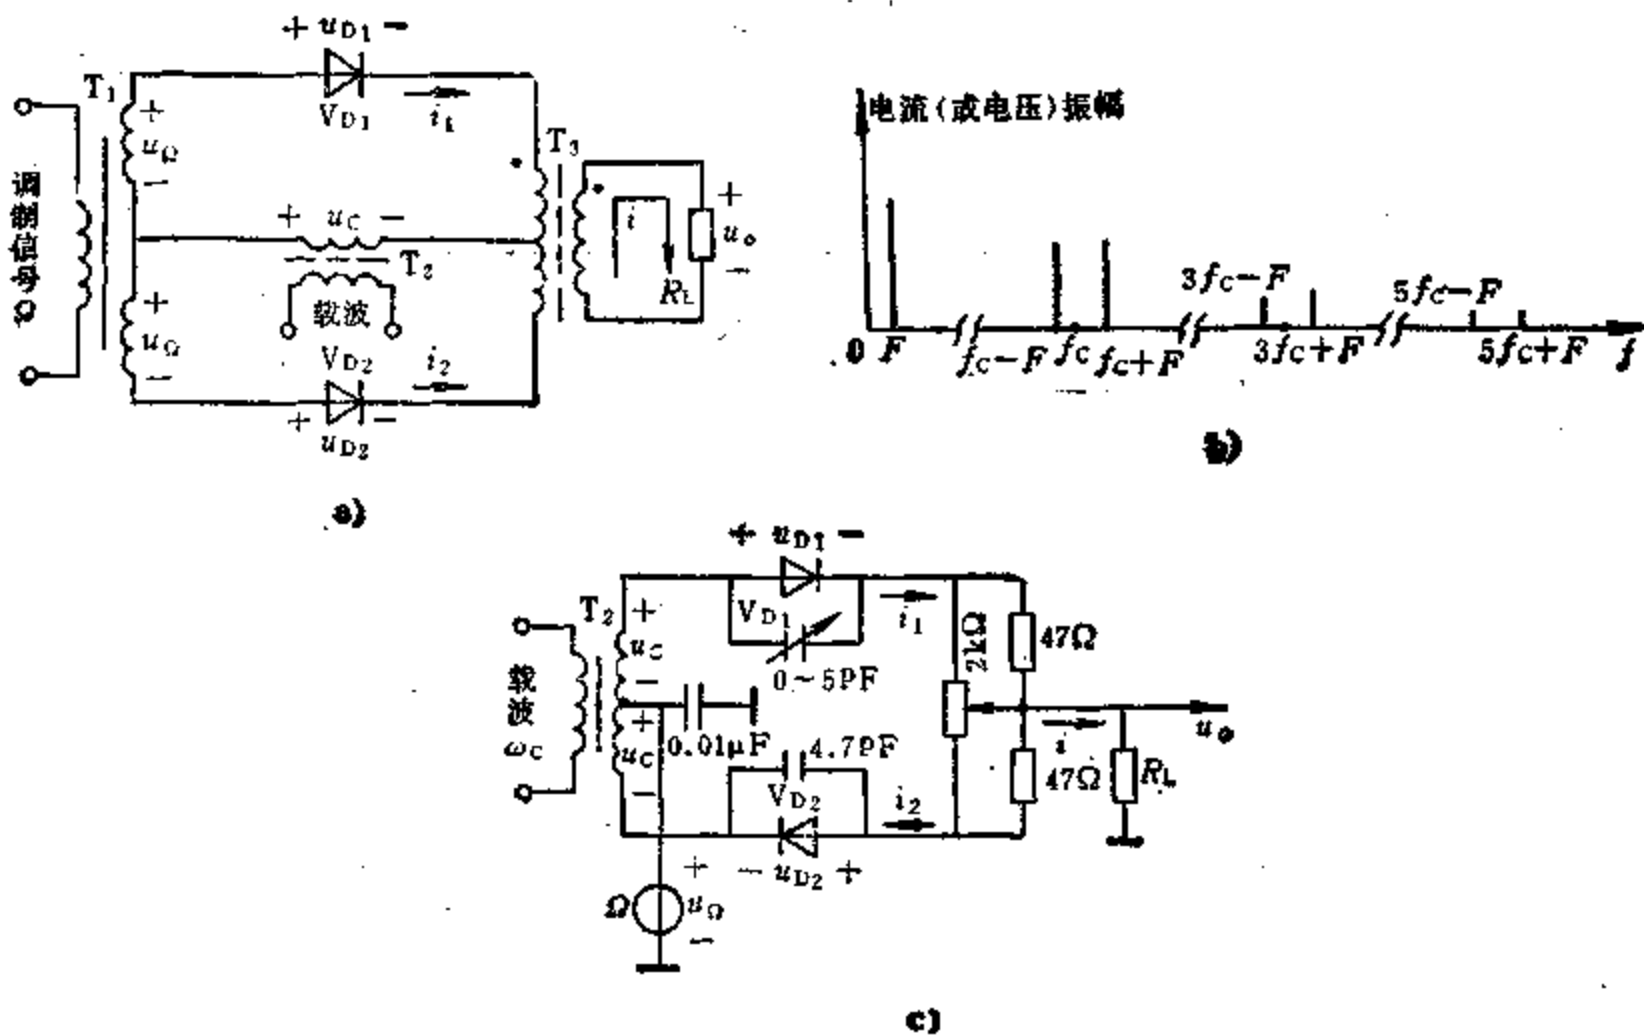 + uD1 −
T1
VD1
i1
+
uΩ
−
T3
调制信号
+ uC −
T2
载波
i
+
uo
−
RL
+
uΩ
−
VD2
i2
+ −
uD2
a)
电流(或电压)振幅
3fC−F
5fC−F
0 F
fC−F
fC
fC+F
3fC+F
5fC+F
f
b)
+ uD1 −
T2
+
VD1
i1
2kΩ
47Ω
uC
−
0~5PF
载波
ωC
+
uC
−
0.01μF
4.7PF
i
uo
VD2
i2
47Ω
RL
+
− uD2 +
Ω
uΩ
−
c)